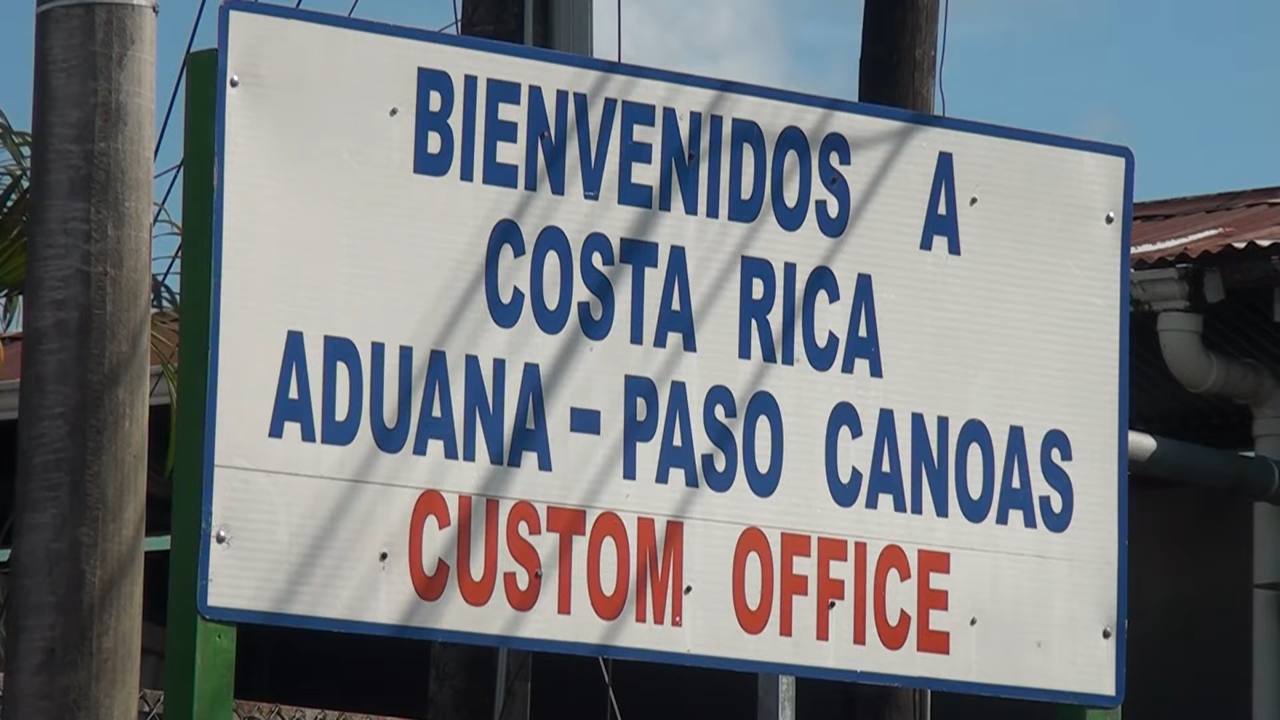 BIENVENIDOS A
COSTA RICA
ADUANA – PASO CANOAS
CUSTOM OFFICE